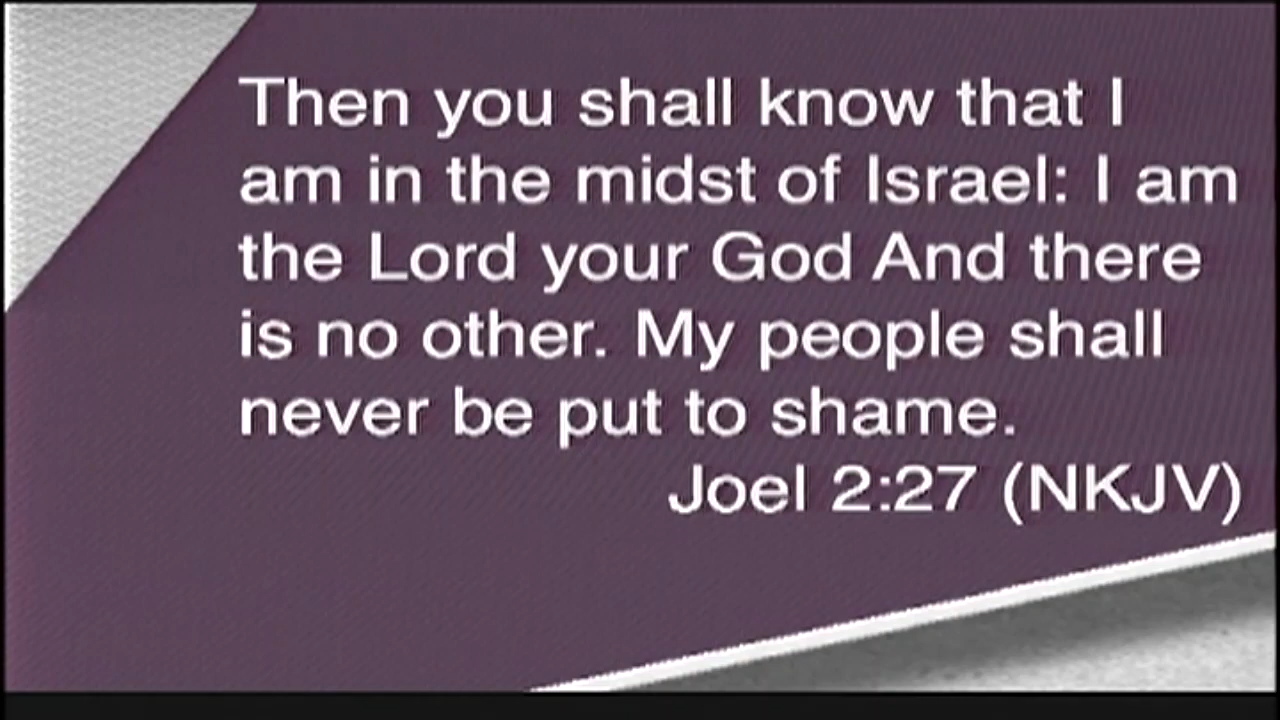 Then you shall know that I
am in the midst of Israel: I am
the Lord your God And there
is no other. My people shall
never be put to shame.
Joel 2:27 (NKJV)